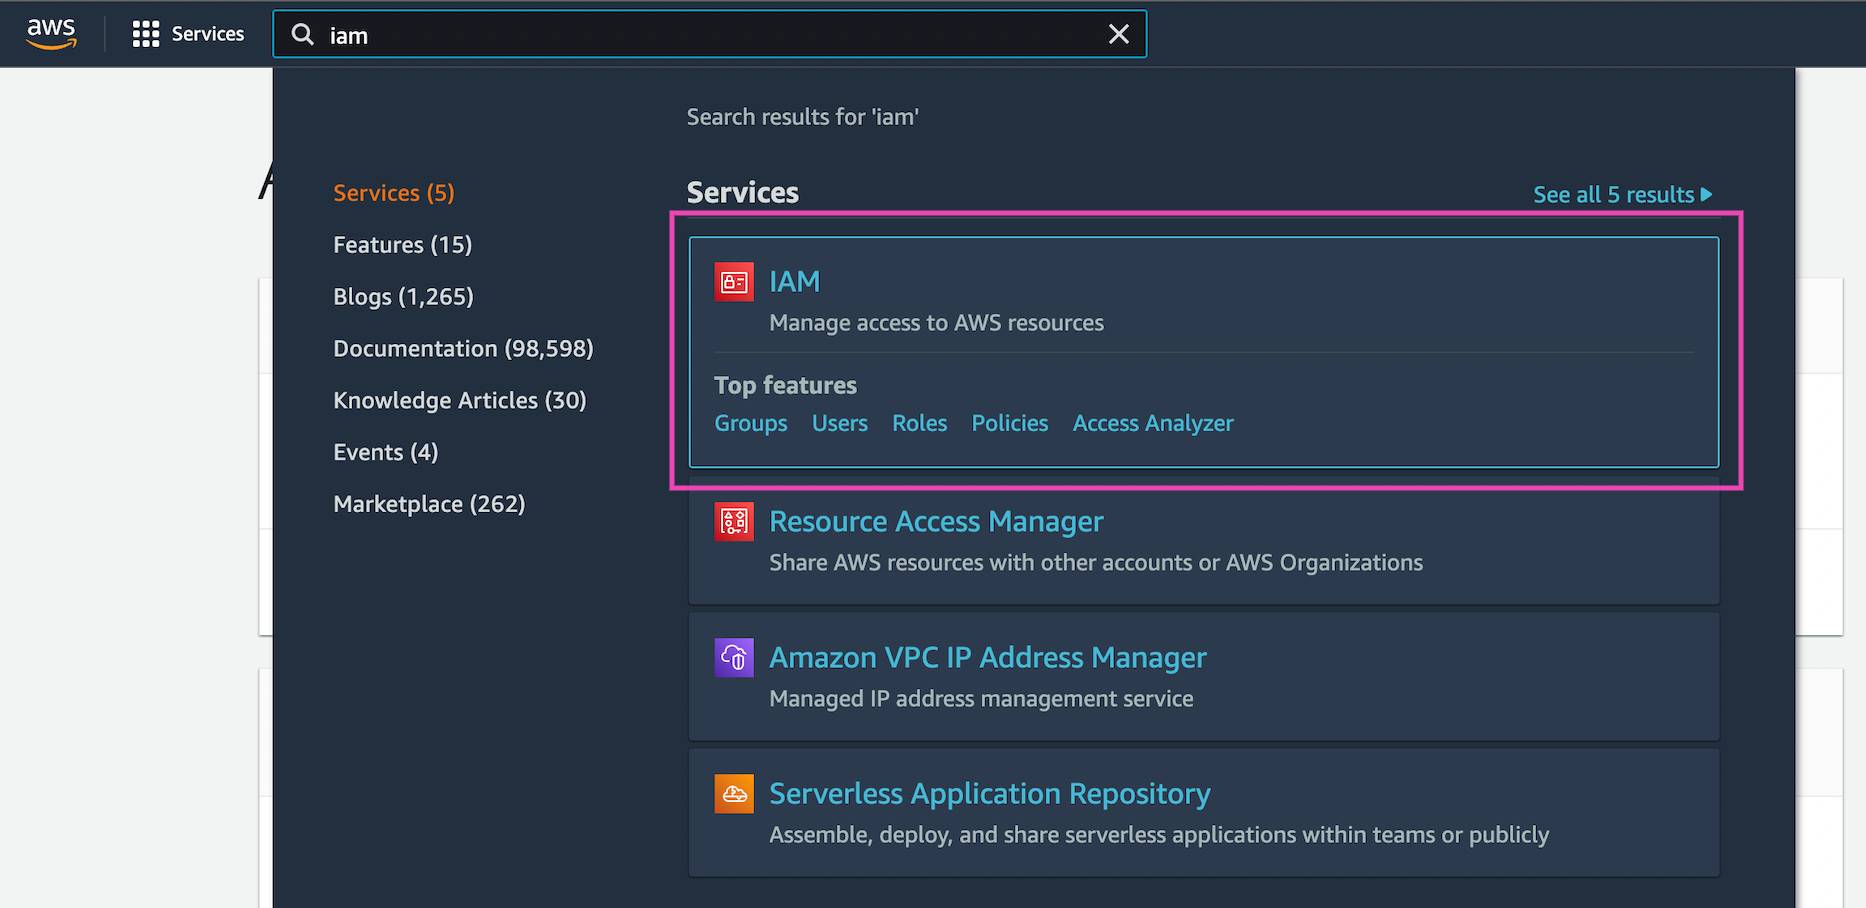 aws
Services
iam
Search results for 'iam'
Services (5)
Features (15)
Blogs (1,265)
Documentation (98,598)
Knowledge Articles (30)
Events (4)
Marketplace (262)
Services
See all 5 results
IAM
Manage access to AWS resources
Top features
Groups Users Roles Policies Access Analyzer
Resource Access Manager
Share AWS resources with other accounts or AWS Organizations
Amazon VPC IP Address Manager
Managed IP address management service
Serverless Application Repository
Assemble, deploy, and share serverless applications within teams or publicly